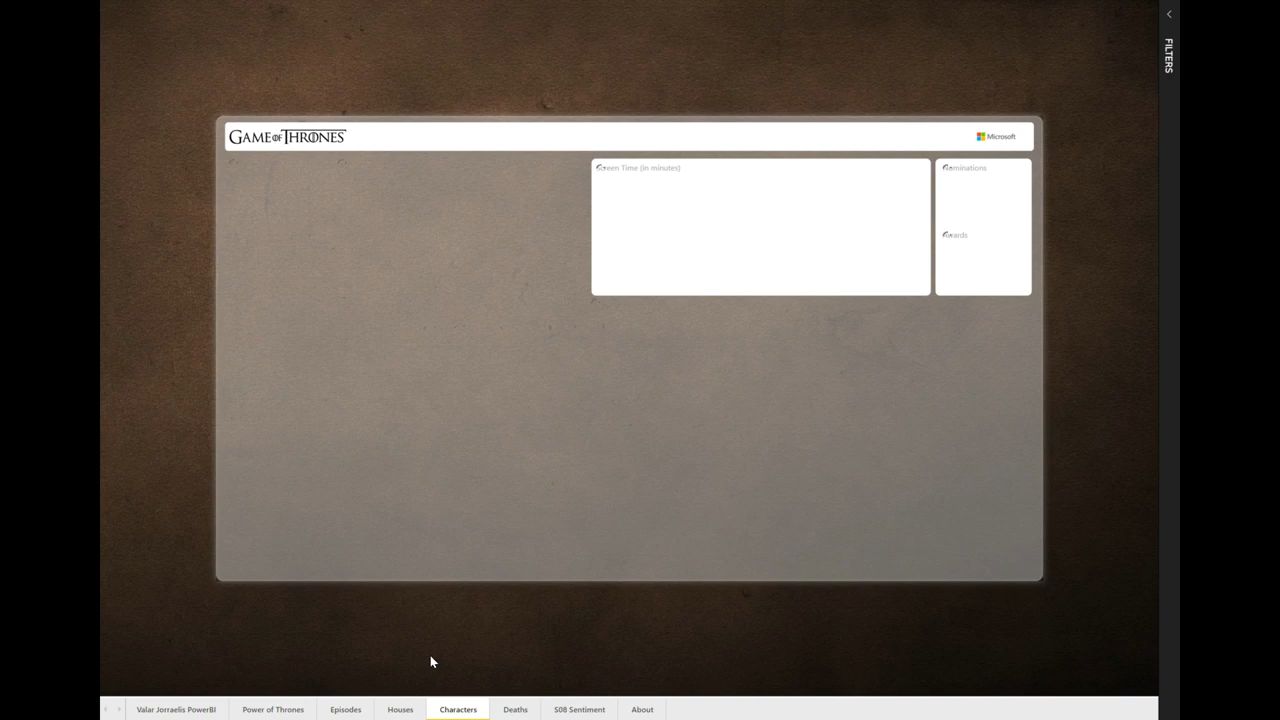 FILTERS
GAME OF THRONES
Microsoft
Screen Time (in minutes)
Nominations
Awards
Valar Jorraelis PowerBI
Power of Thrones
Episodes
Houses
Characters
Deaths
S08 Sentiment
About